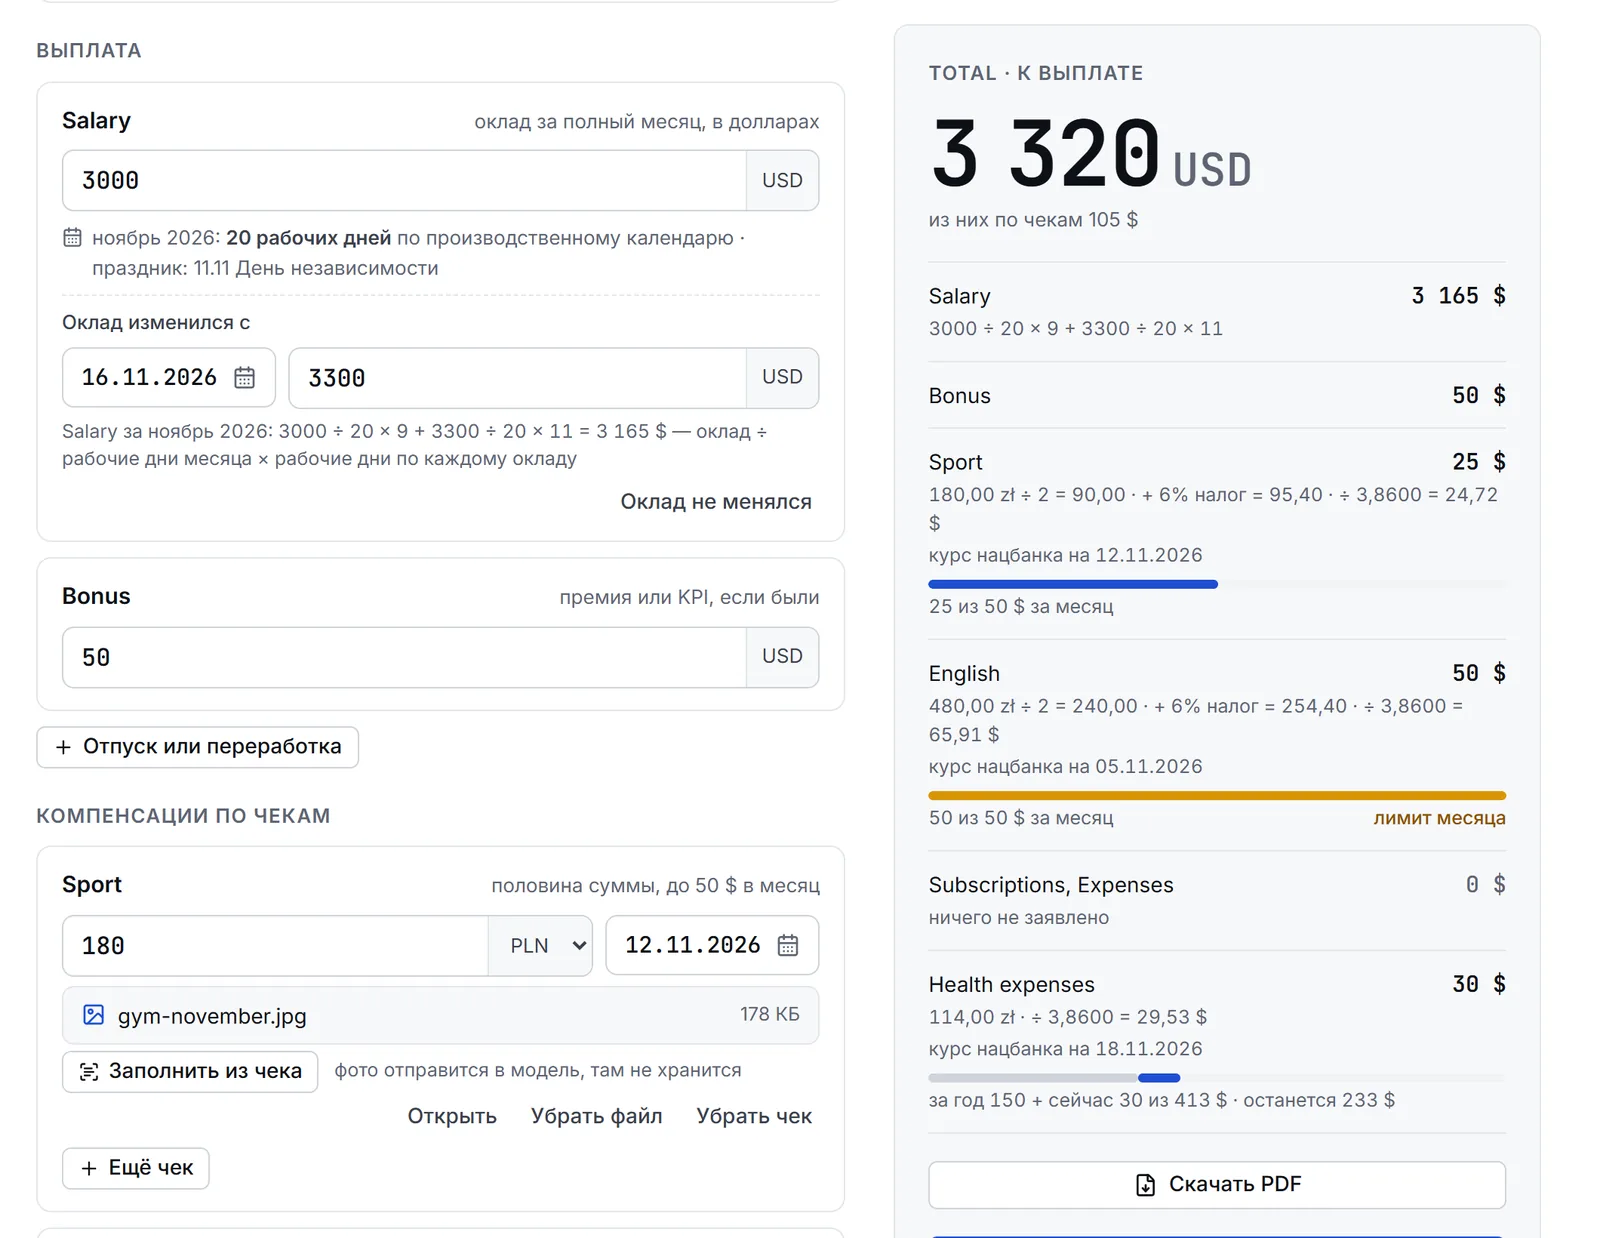 ВЫПЛАТА
Salary
оклад за полный месяц, в долларах
3000
USD
ноябрь 2026: 20 рабочих дней по производственному календарю ·
праздник: 11.11 День независимости
Оклад изменился с
16.11.2026
3300
USD
Salary за ноябрь 2026: 3000 ÷ 20 × 9 + 3300 ÷ 20 × 11 = 3 165 $ — оклад ÷
рабочие дни месяца × рабочие дни по каждому окладу
Оклад не менялся
Bonus
премия или KPI, если были
50
USD
+ Отпуск или переработка
КОМПЕНСАЦИИ ПО ЧЕКАМ
Sport
половина суммы, до 50 $ в месяц
180
PLN
12.11.2026
gym-november.jpg
178 КБ
Заполнить из чека
фото отправится в модель, там не хранится
Открыть
Убрать файл
Убрать чек
+ Ещё чек
TOTAL · К ВЫПЛАТЕ
3 320 USD
из них по чекам 105 $
Salary
3 165 $
3000 ÷ 20 × 9 + 3300 ÷ 20 × 11
Bonus
50 $
Sport
25 $
180,00 zł ÷ 2 = 90,00 · + 6% налог = 95,40 · ÷ 3,8600 = 24,72
$
курс нацбанка на 12.11.2026
25 из 50 $ за месяц
English
50 $
480,00 zł ÷ 2 = 240,00 · + 6% налог = 254,40 · ÷ 3,8600 =
65,91 $
курс нацбанка на 05.11.2026
50 из 50 $ за месяц
лимит месяца
Subscriptions, Expenses
0 $
ничего не заявлено
Health expenses
30 $
114,00 zł · ÷ 3,8600 = 29,53 $
курс нацбанка на 18.11.2026
за год 150 + сейчас 30 из 413 $ · останется 233 $
Скачать PDF